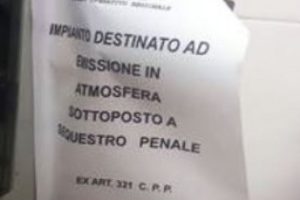 IMPIANTO DESTINATO AD
EMISSIONE IN
ATMOSFERA
SOTTOPOSTO A
SEQUESTRO PENALE
EX ART. 321 C. P. P.